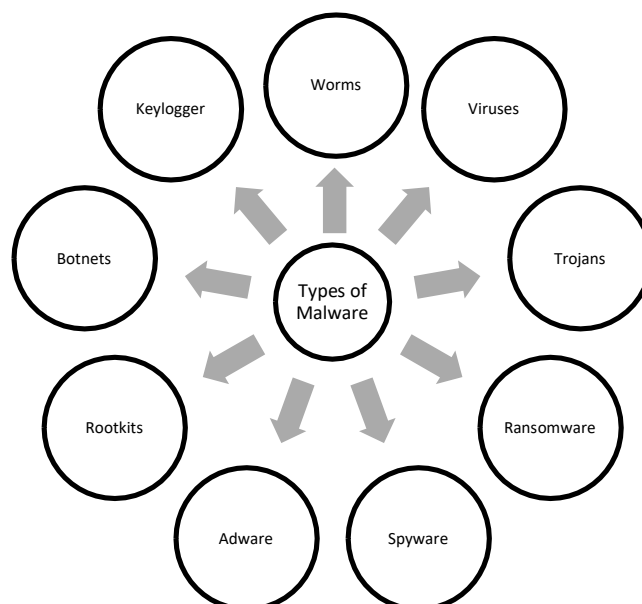 Worms
Viruses
Trojans
Ransomware
Spyware
Adware
Rootkits
Botnets
Keylogger
Types of
Malware